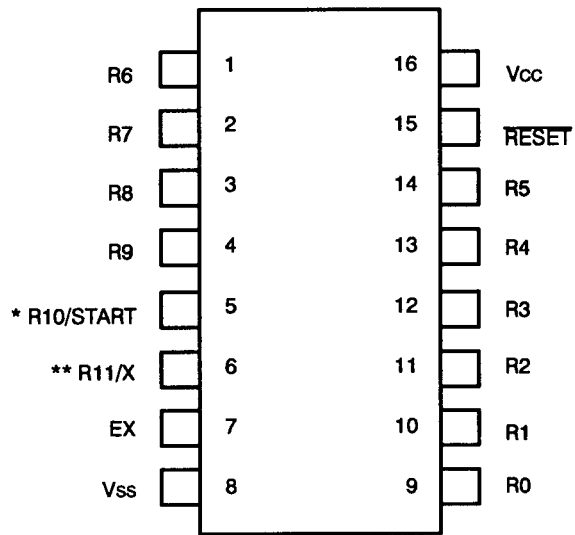 R6 1 16 Vcc
R7 2 15 RESET
R8 3 14 R5
R9 4 13 R4
* R10/START 5 12 R3
** R11/X 6 11 R2
EX 7 10 R1
Vss 8 9 R0